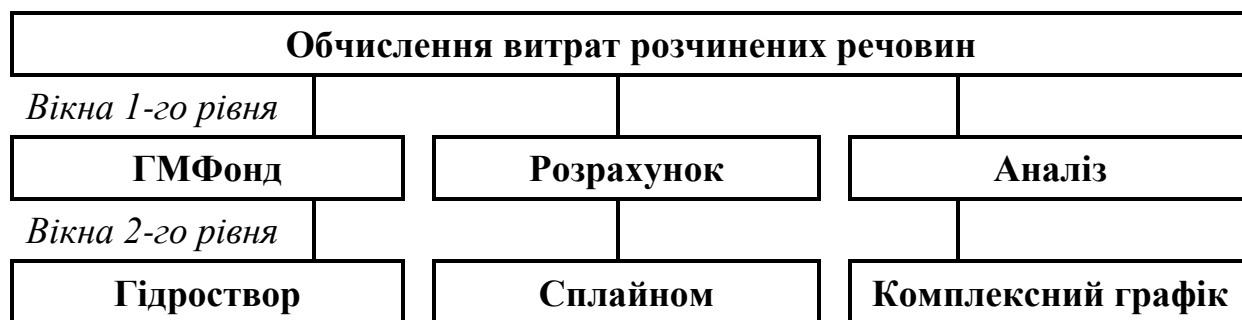 Обчислення витрат розчинених речовин
Вікна 1-го рівня
ГМФонд Розрахунок Аналіз
Вікна 2-го рівня
Гідроствор Сплайном Комплексний графік